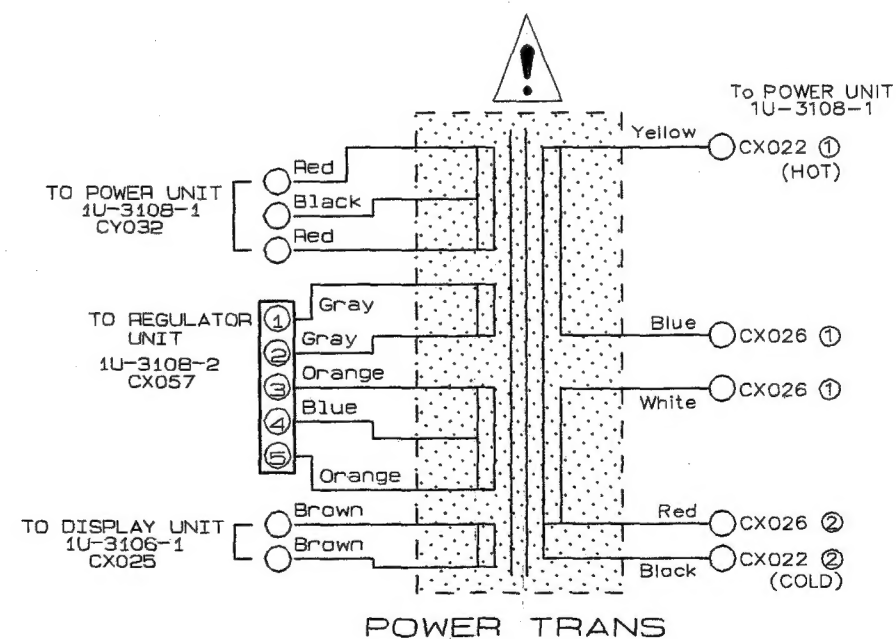 !
To POWER UNIT
1U-3108-1
Yellow
CX022 ①
(HOT)
Red
TO POWER UNIT
1U-3108-1
CY032
Black
Red
TO REGULATOR
UNIT
1U-3108-2
CX057
①
Gray
②
Gray
③
Orange
④
Blue
⑤
Orange
Blue
CX026 ①
White
CX026 ①
TO DISPLAY UNIT
1U-3106-1
CX025
Brown
Brown
Red
CX026 ②
Black
CX022 ②
(COLD)
POWER TRANS